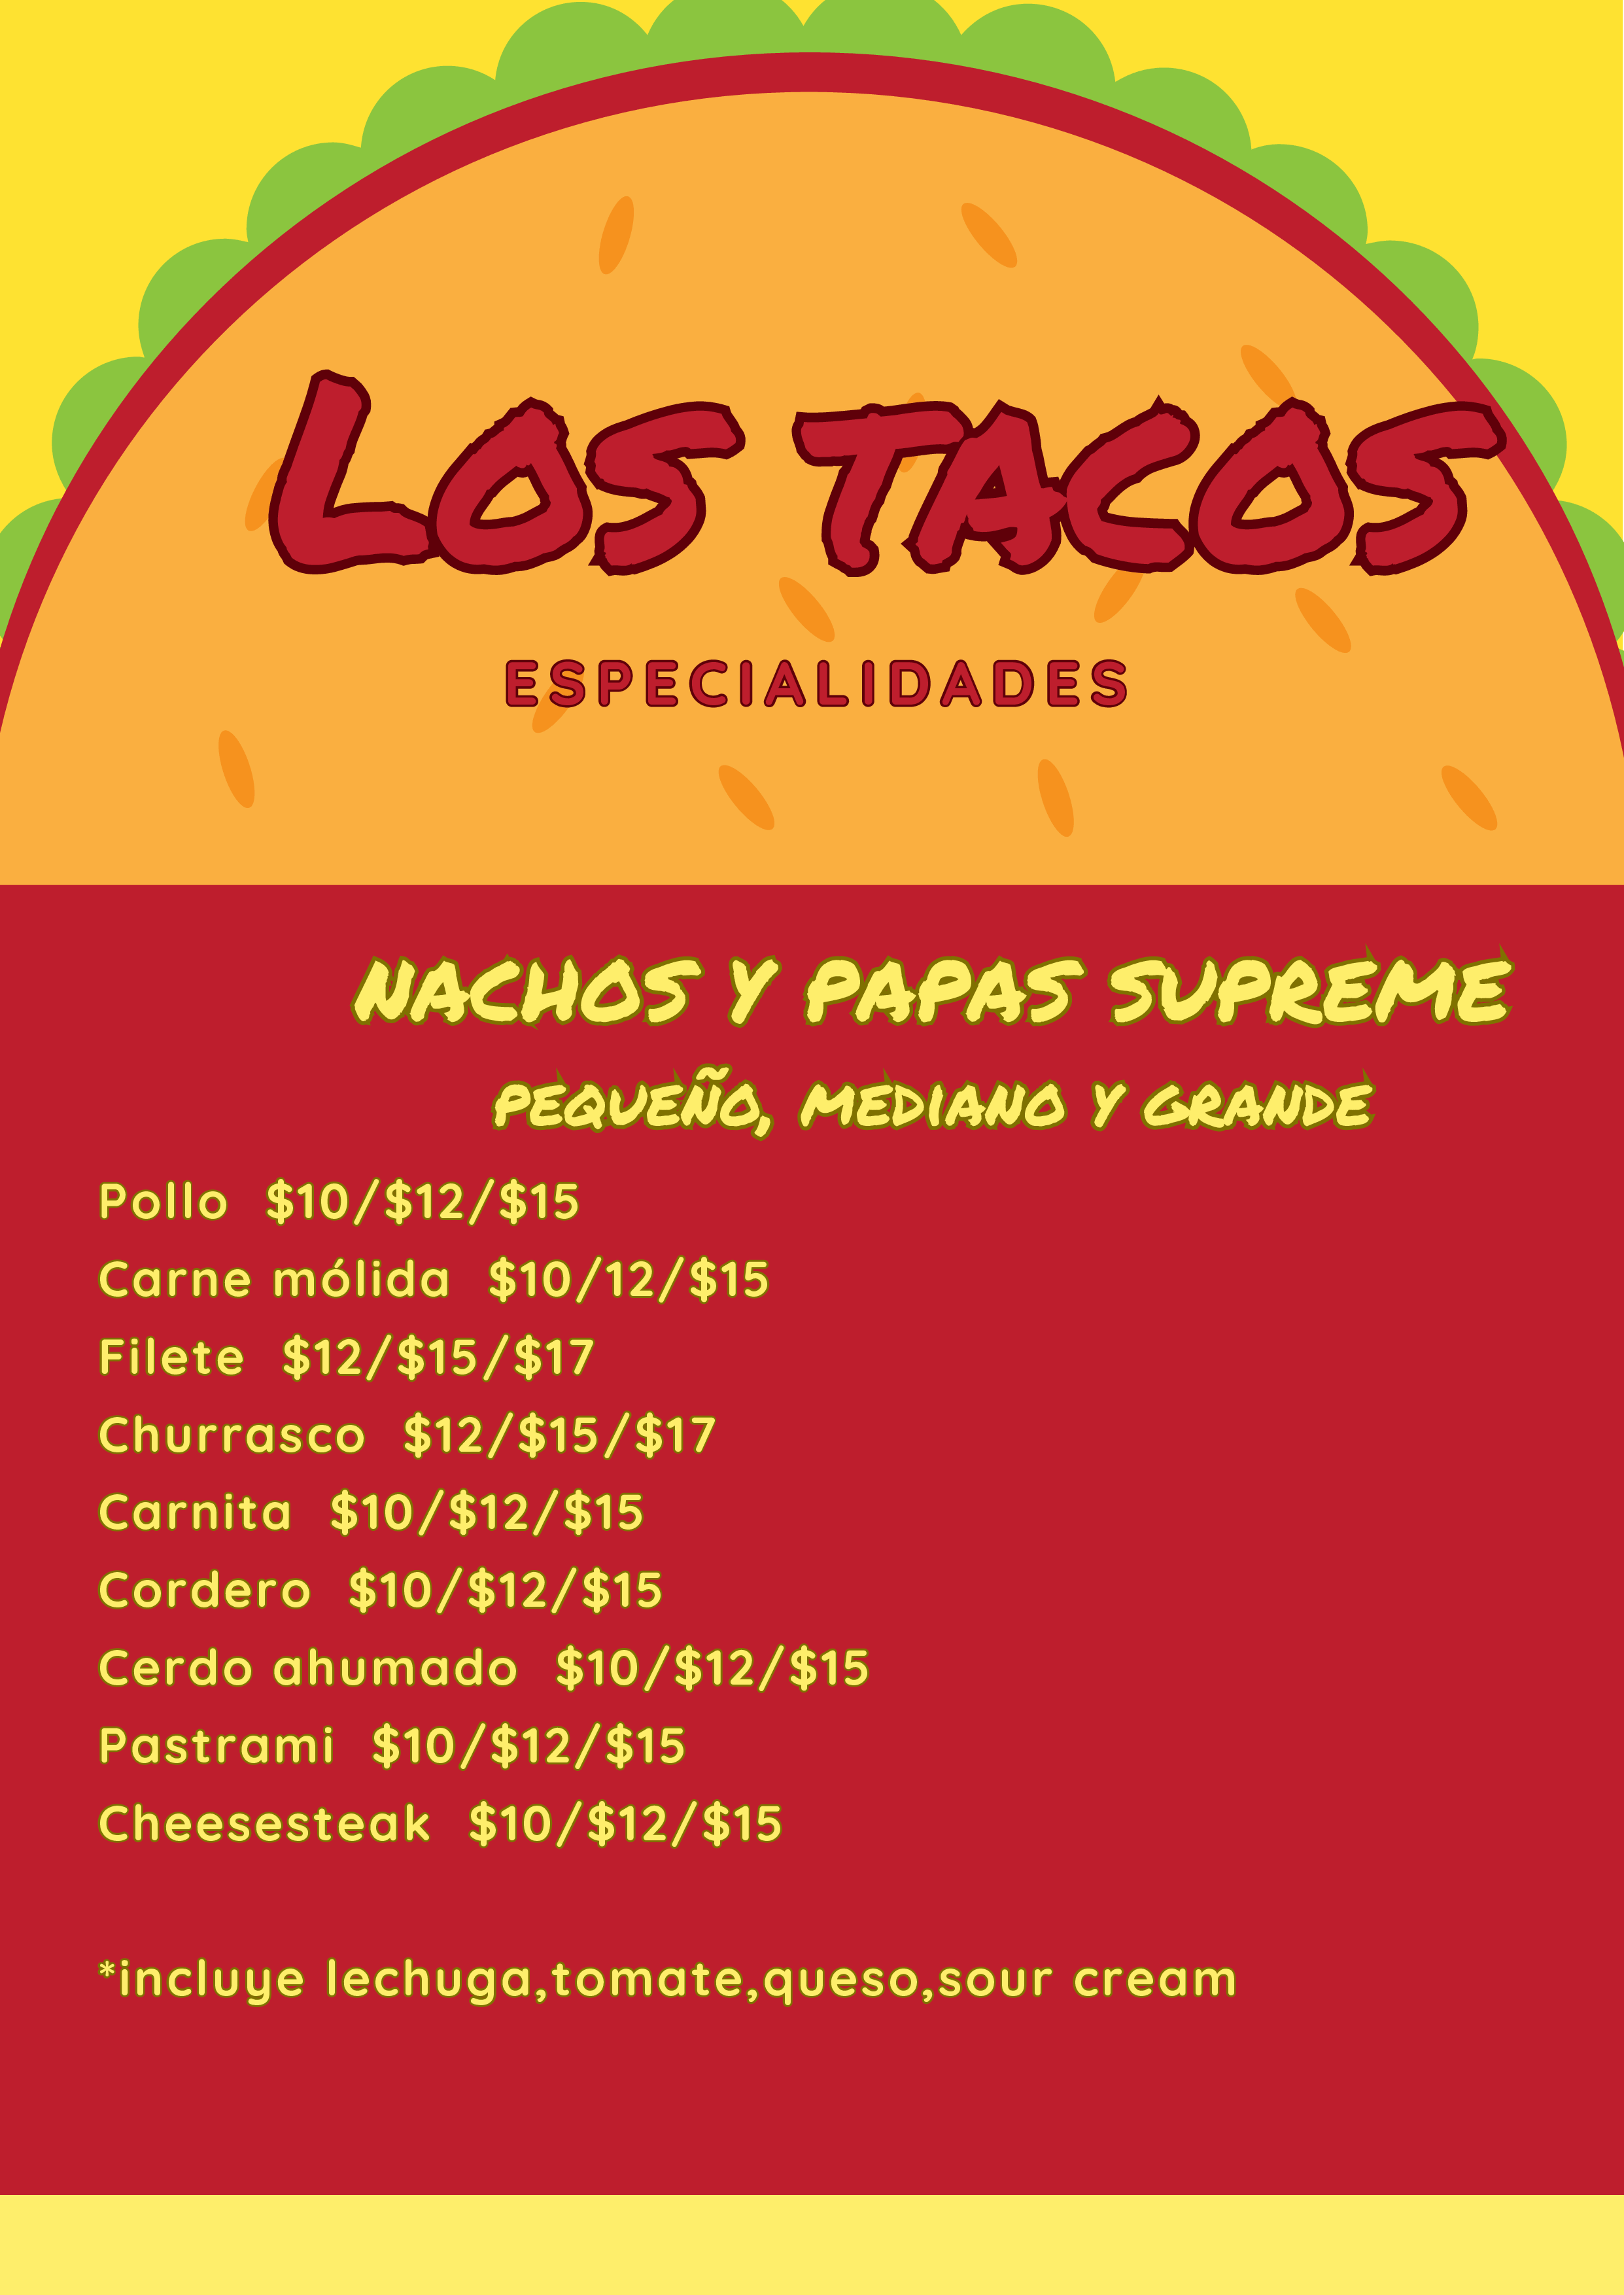 LOS TACOS
ESPECIALIDADES
NACHOS Y PAPAS SUPREME
PEQUEÑO, MEDIANO Y GRANDE
Pollo $10/$12/$15
Carne mólida $10/12/$15
Filete $12/$15/$17
Churrasco $12/$15/$17
Carnita $10/$12/$15
Cordero $10/$12/$15
Cerdo ahumado $10/$12/$15
Pastrami $10/$12/$15
Cheesesteak $10/$12/$15
*incluye lechuga,tomate,queso,sour cream